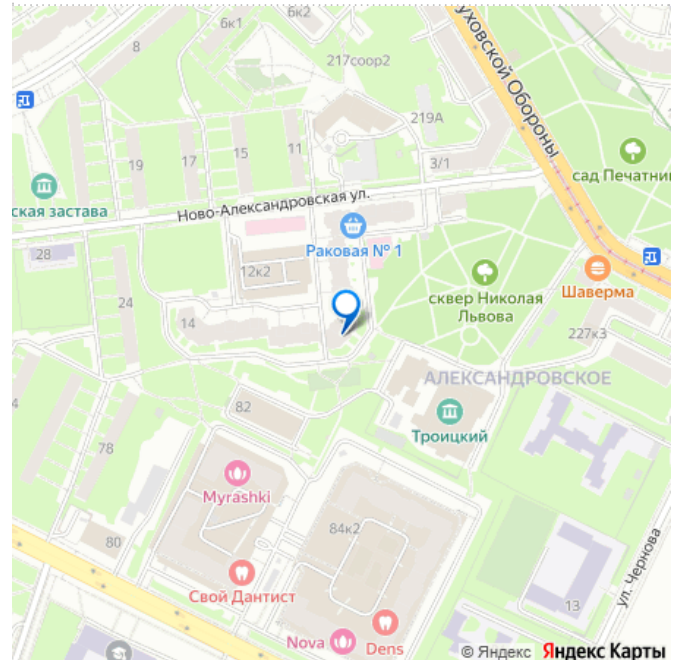 6к1
6к2
8
217соор2
уховской Обороны
219А
11
15
17
19
3/1
сад Печатник
ская застава
Ново-Александровская ул.
Раковая № 1
28
12к2
24
14
сквер Николая
Львова
Шаверма
227к3
АЛЕКСАНДРОВСКОЕ
4
82
Троицкий
78
Myrashki
84к2
80
Свой Дантист
ул. Чернова
13
Nova
Dens
© Яндекс Яндекс Карты